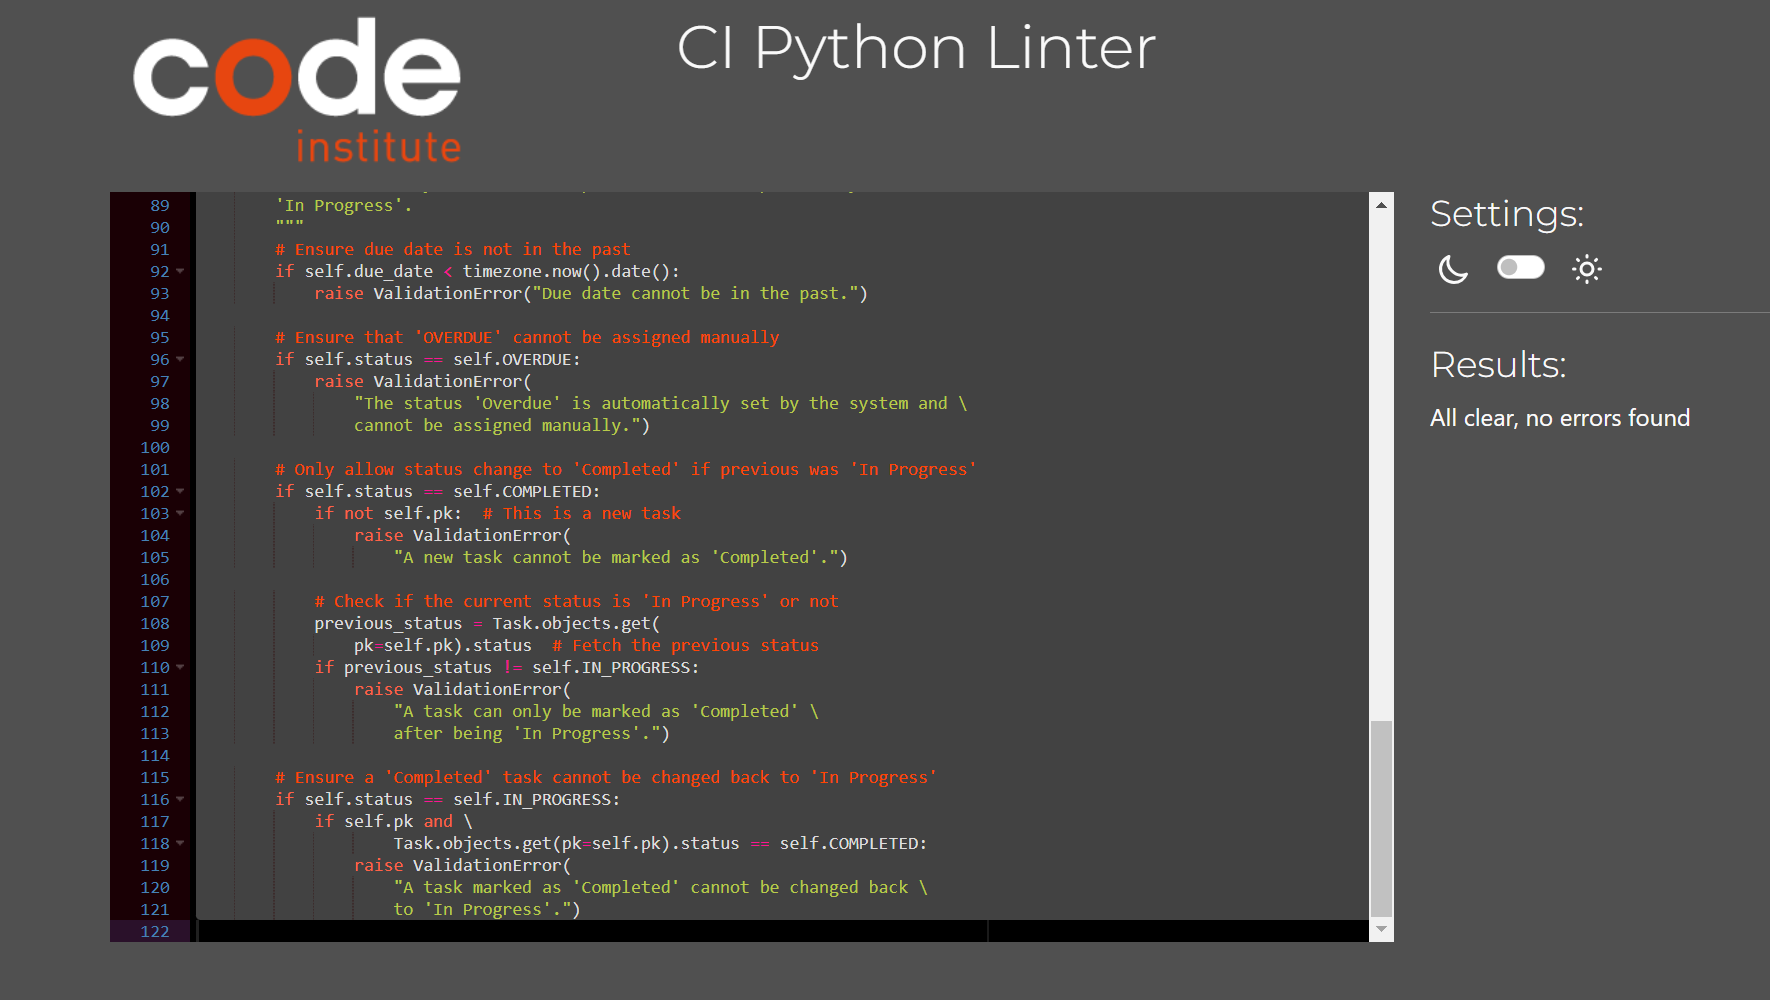 code
institute
CI Python Linter
89 'In Progress'.
90 """
91 # Ensure due date is not in the past
92 if self.due_date < timezone.now().date():
93 raise ValidationError("Due date cannot be in the past.")
94
95 # Ensure that 'OVERDUE' cannot be assigned manually
96 if self.status == self.OVERDUE:
97 raise ValidationError(
98 "The status 'Overdue' is automatically set by the system and \
99 cannot be assigned manually.")
100
101 # Only allow status change to 'Completed' if previous was 'In Progress'
102 if self.status == self.COMPLETED:
103 if not self.pk:  # This is a new task
104 raise ValidationError(
105 "A new task cannot be marked as 'Completed'.")
106
107 # Check if the current status is 'In Progress' or not
108 previous_status = Task.objects.get(
109 pk=self.pk).status  # Fetch the previous status
110 if previous_status != self.IN_PROGRESS:
111 raise ValidationError(
112 "A task can only be marked as 'Completed' \
113 after being 'In Progress'.")
114
115 # Ensure a 'Completed' task cannot be changed back to 'In Progress'
116 if self.status == self.IN_PROGRESS:
117 if self.pk and \
118 Task.objects.get(pk=self.pk).status == self.COMPLETED:
119 raise ValidationError(
120 "A task marked as 'Completed' cannot be changed back \
121 to 'In Progress'.")
122
Settings:
Results:
All clear, no errors found